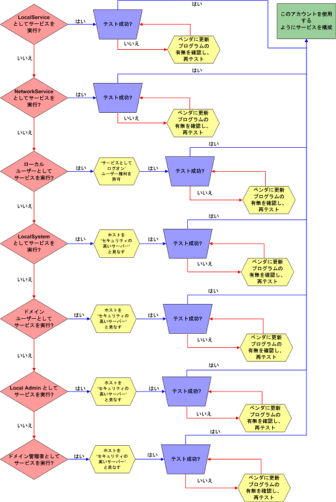 はい
LocalService
としてサービスを
実行?
はい
テスト成功?
このアカウントを使用
する
ようにサービスを構成
いいえ
ベンダに更新
プログラムの
有無を確認し、
再テスト
いいえ
はい
NetworkService
としてサービスを
実行?
はい
テスト成功?
いいえ
ベンダに更新
プログラムの
有無を確認し、
再テスト
いいえ
はい
ローカル
ユーザーとして
サービスを実行?
はい
"サービスとして
ログオン"
ユーザー権利を
許可
テスト成功?
いいえ
ベンダに更新
プログラムの
有無を確認し、
再テスト
いいえ
はい
LocalSystem
としてサービス
を実行?
はい
ホストを
"セキュリティの
高いサーバー"
と見なす
はい
テスト成功?
いいえ
ベンダに更新
プログラムの
有無を確認し、
再テスト
いいえ
はい
ドメイン
ユーザーとして
サービスを実行?
はい
ホストを
"セキュリティの
高いサーバー"
と見なす
はい
テスト成功?
いいえ
ベンダに更新
プログラムの
有無を確認し、
再テスト
いいえ
はい
Local Admin として
サービスを実行?
はい
ホストを
"セキュリティの
高いサーバー"
と見なす
はい
テスト成功?
いいえ
ベンダに更新
プログラムの
有無を確認し、
再テスト
いいえ
はい
ドメイン管理者として
サービスを実行?
はい
ホストを
"セキュリティの
高いサーバー"
と見なす
はい
テスト成功?
いいえ
ベンダに更新
プログラムの
有無を確認し、
再テスト